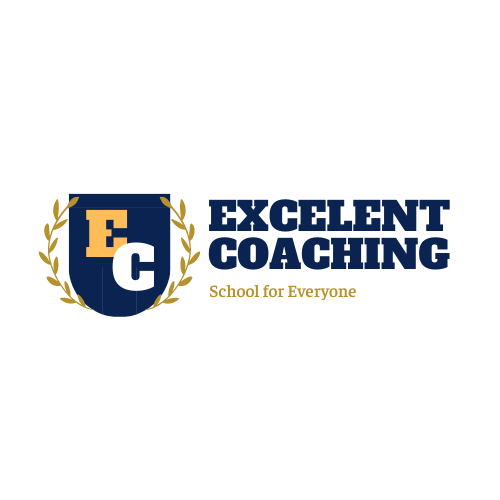 EC
EXCELENT
COACHING
School for Everyone